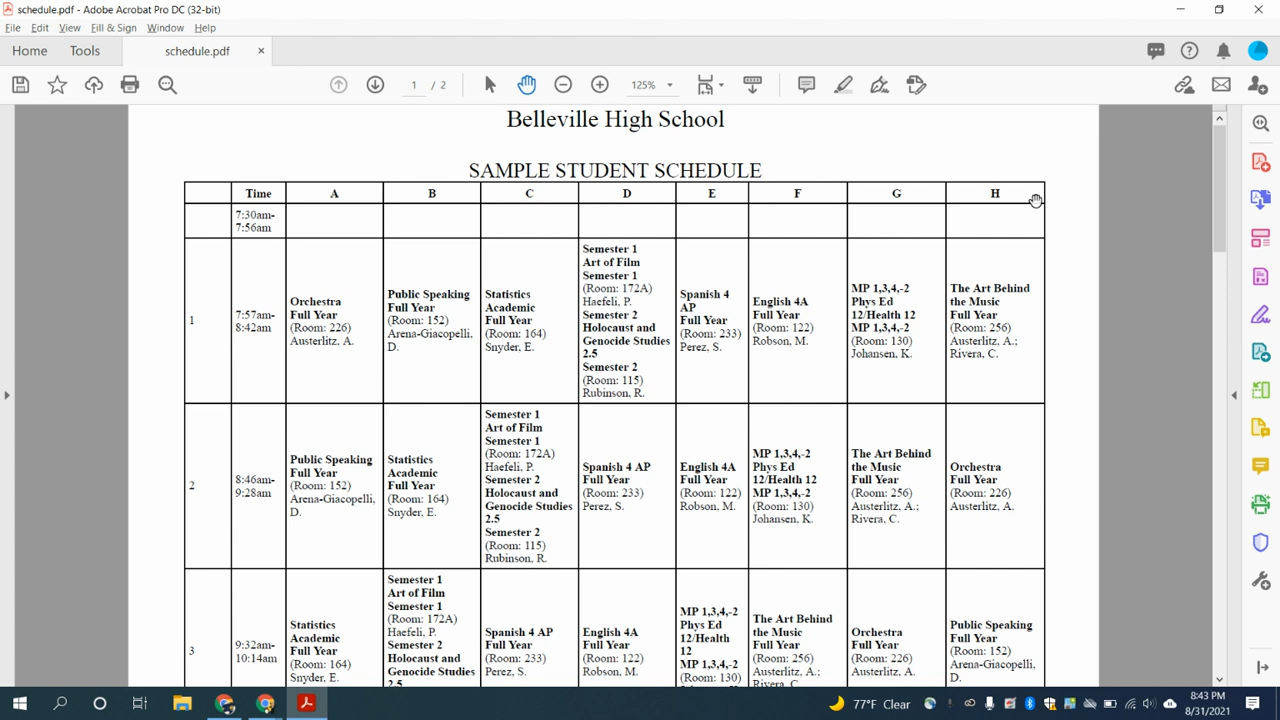 schedule.pdf - Adobe Acrobat Pro DC (32-bit)
File Edit View Fill & Sign Window Help
Home Tools schedule.pdf ×
1 / 2 125%
Belleville High School
SAMPLE STUDENT SCHEDULE
Time A B C D E F G H
7:30am-
7:56am
1
7:57am-
8:42am
Orchestra
Full Year
(Room: 226)
Austerlitz, A.
Public Speaking
Full Year
(Room: 152)
Arena-Giacopelli,
D.
Statistics
Academic
Full Year
(Room: 164)
Snyder, E.
Semester 1
Art of Film
Semester 1
(Room: 172A)
Haefeli, P.
Semester 2
Holocaust and
Genocide Studies
2.5
Semester 2
(Room: 115)
Rubinson, R.
Spanish 4
AP
Full Year
(Room: 233)
Perez, S.
English 4A
Full Year
(Room: 122)
Robson, M.
MP 1,3,4,-2
Phys Ed
12/Health 12
MP 1,3,4,-2
(Room: 130)
Johansen, K.
The Art Behind
the Music
Full Year
(Room: 256)
Austerlitz, A.;
Rivera, C.
2
8:46am-
9:28am
Public Speaking
Full Year
(Room: 152)
Arena-Giacopelli,
D.
Statistics
Academic
Full Year
(Room: 164)
Snyder, E.
Semester 1
Art of Film
Semester 1
(Room: 172A)
Haefeli, P.
Semester 2
Holocaust and
Genocide Studies
2.5
Semester 2
(Room: 115)
Rubinson, R.
Spanish 4 AP
Full Year
(Room: 233)
Perez, S.
English 4A
Full Year
(Room: 122)
Robson, M.
MP 1,3,4,-2
Phys Ed
12/Health 12
MP 1,3,4,-2
(Room: 130)
Johansen, K.
The Art Behind
the Music
Full Year
(Room: 256)
Austerlitz, A.;
Rivera, C.
Orchestra
Full Year
(Room: 226)
Austerlitz, A.
3
9:32am-
10:14am
Statistics
Academic
Full Year
(Room: 164)
Snyder, E.
Semester 1
Art of Film
Semester 1
(Room: 172A)
Haefeli, P.
Semester 2
Holocaust and
Genocide Studies
2.5
Spanish 4 AP
Full Year
(Room: 233)
Perez, S.
English 4A
Full Year
(Room: 122)
Robson, M.
MP 1,3,4,-2
Phys Ed
12/Health
12
MP 1,3,4,-2
(Room: 130)
The Art Behind
the Music
Full Year
(Room: 256)
Austerlitz, A.;
Rivera, C.
Orchestra
Full Year
(Room: 226)
Austerlitz, A.
Public Speaking
Full Year
(Room: 152)
Arena-Giacopelli,
D.
77°F Clear
8:43 PM
8/31/2021